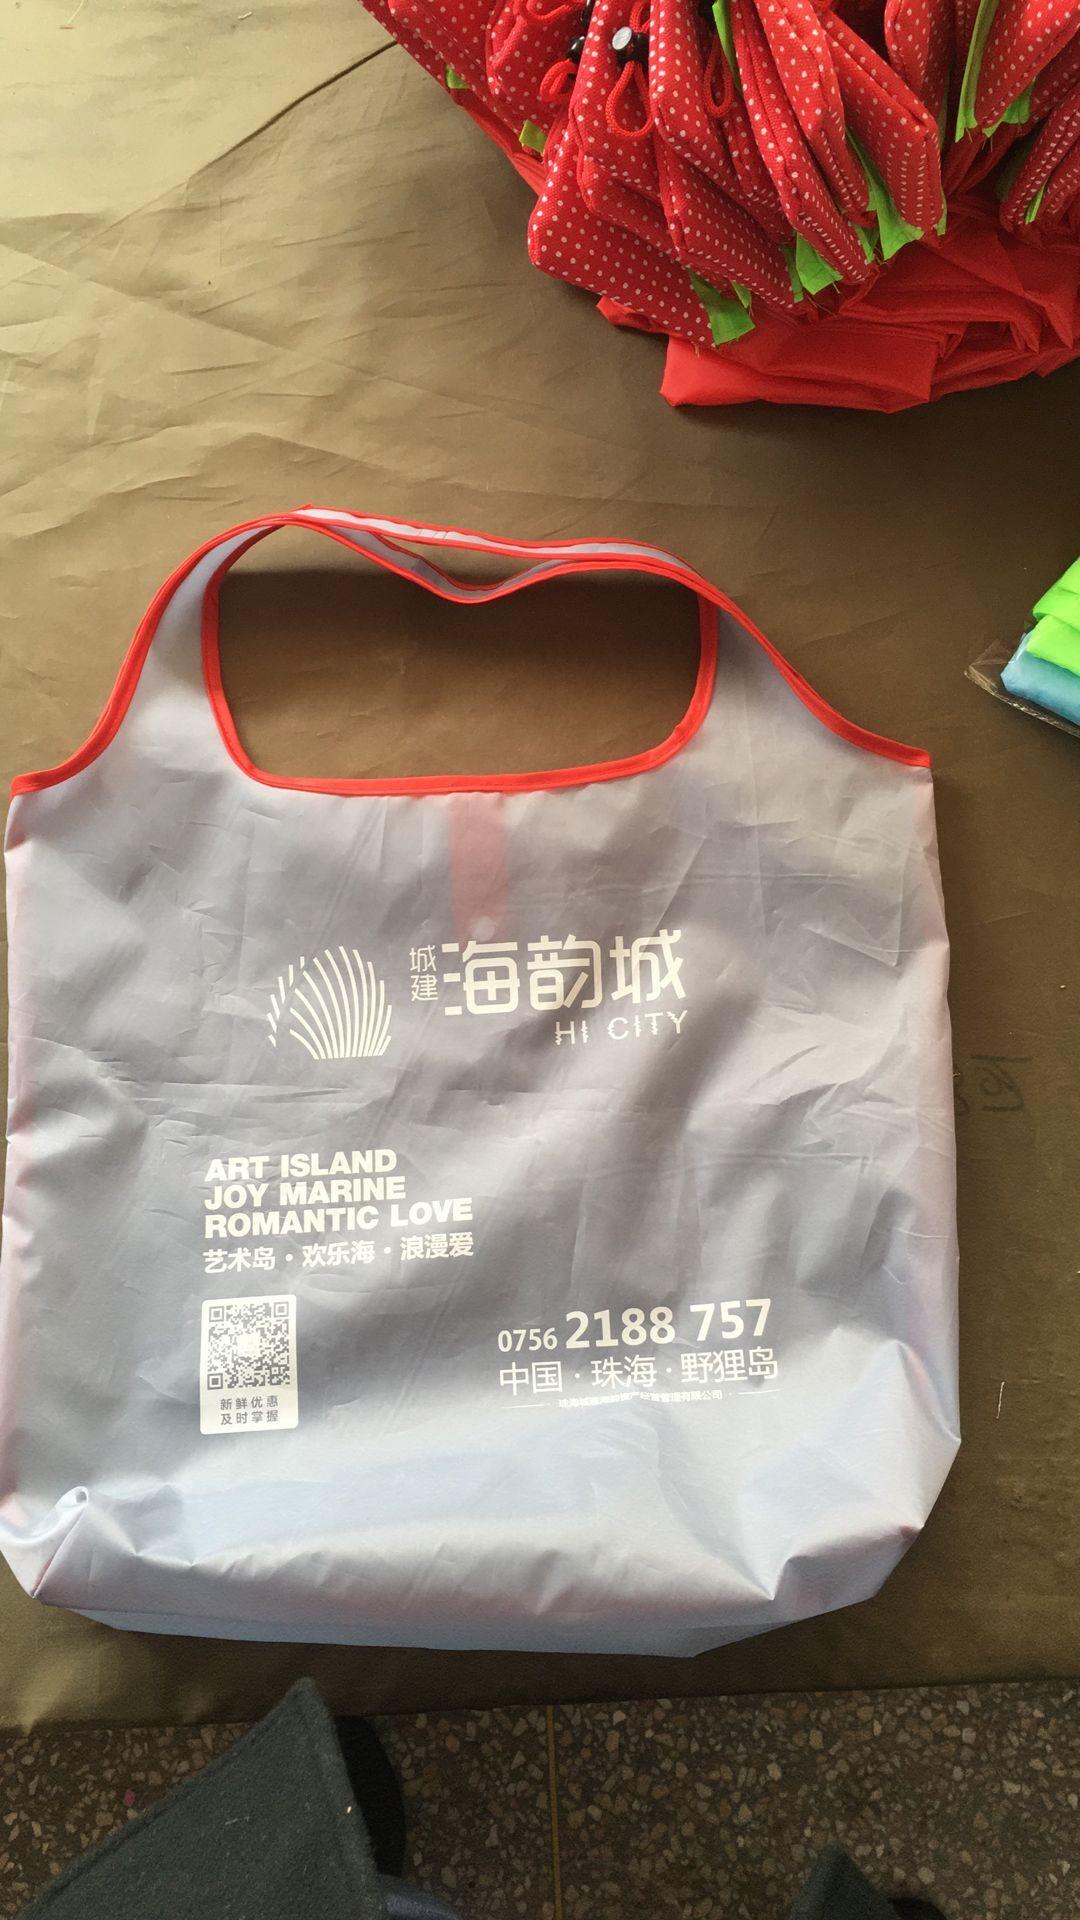 城建
海韵城
HI CITY
ART ISLAND
JOY MARINE
ROMANTIC LOVE
艺术岛·欢乐海·浪漫爱
新鲜优惠
及时掌握
0756 2188 757
中国·珠海·野狸岛